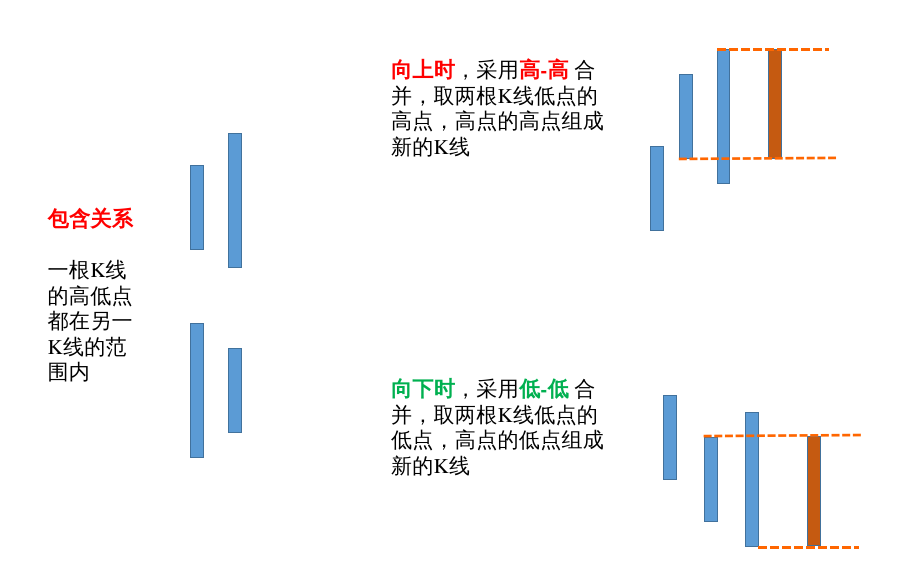 包含关系
一根K线
的高低点
都在另一
K线的范
围内
向上时，采用高-高 合
并，取两根K线低点的
高点，高点的高点组成
新的K线
向下时，采用低-低 合
并，取两根K线低点的
低点，高点的低点组成
新的K线